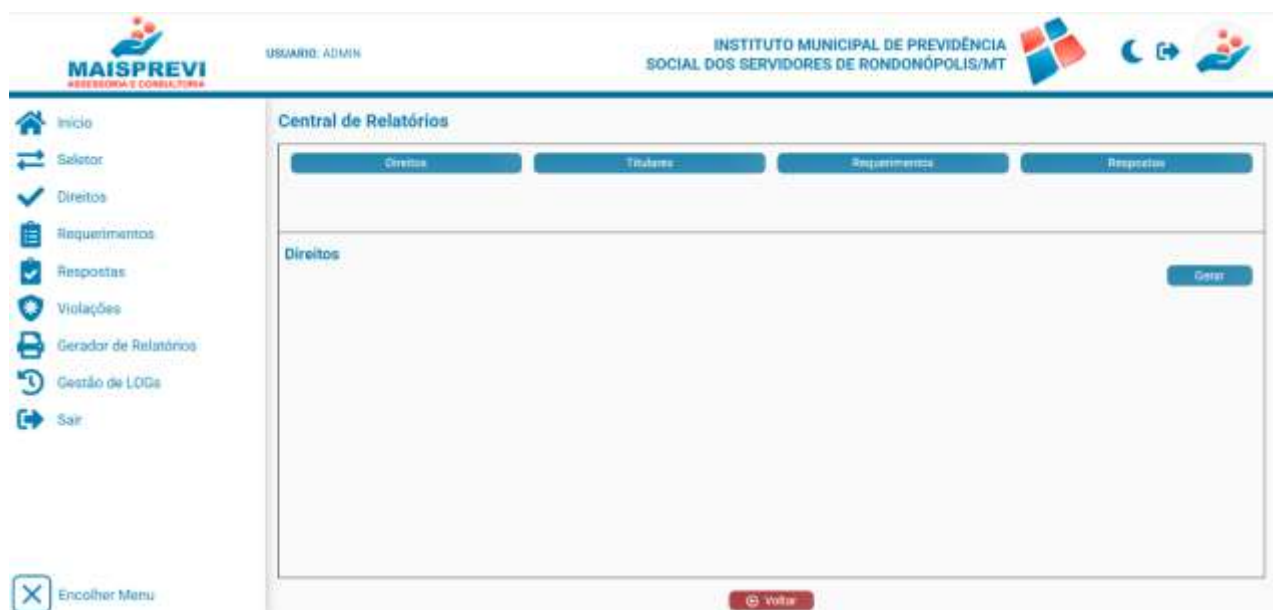 MAISPREVI
ASSESSORIA E CONSULTORIA
USUARIO: ADMIN
INSTITUTO MUNICIPAL DE PREVIDÊNCIA
SOCIAL DOS SERVIDORES DE RONDONÓPOLIS/MT
Início
Seletor
Direitos
Requerimentos
Respostas
Violações
Gerador de Relatórios
Gestão de LOGs
Sair
Encolher Menu
Central de Relatórios
Direitos Titulares Requerimentos Respostas
Direitos
Gerar
Voltar